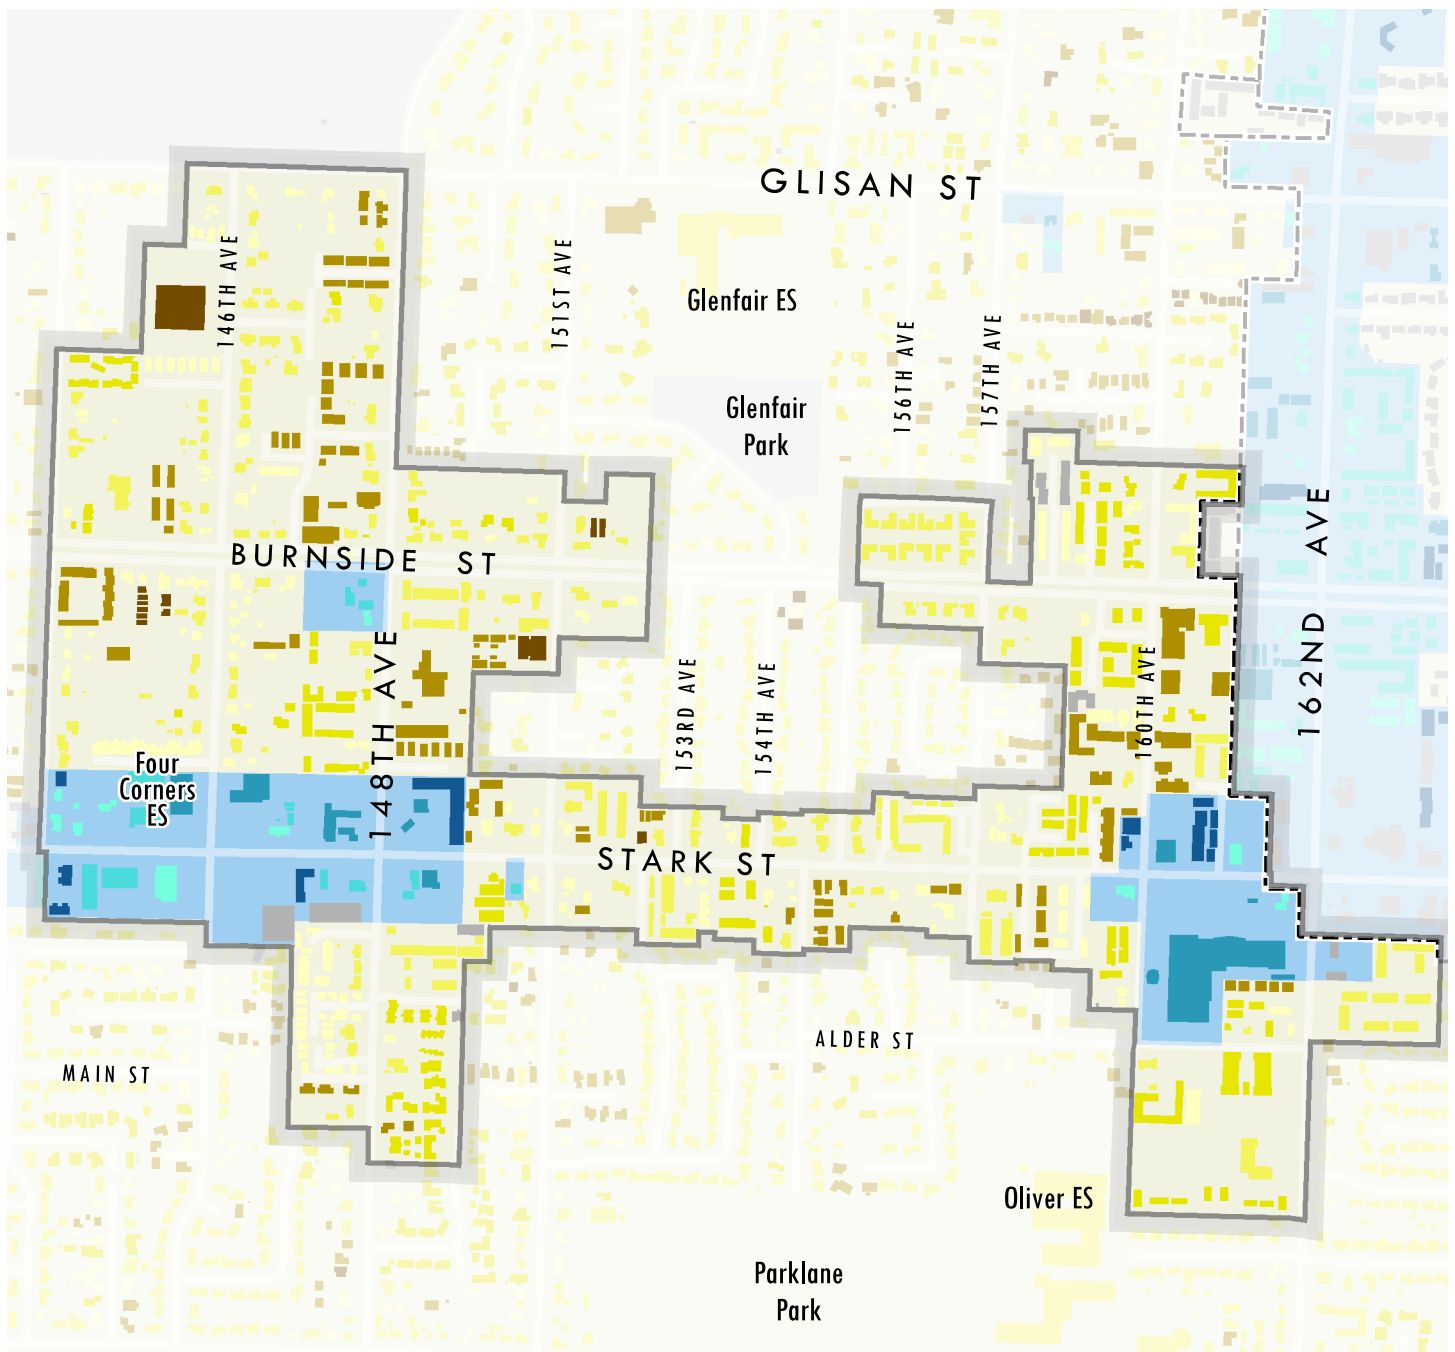 GLISAN ST
146TH AVE
151ST AVE
Glenfair ES
156TH AVE
157TH AVE
Glenfair
Park
162ND AVE
BURNSIDE ST
148TH AVE
153RD AVE
154TH AVE
160TH AVE
Four
Corners
ES
STARK ST
ALDER ST
MAIN ST
Oliver ES
Parklane
Park